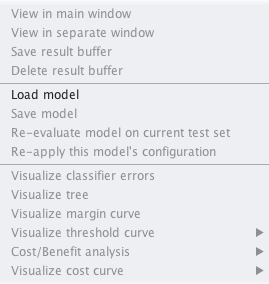 View in main window
View in separate window
Save result buffer
Delete result buffer
Load model
Save model
Re-evaluate model on current test set
Re-apply this model's configuration
Visualize classifier errors
Visualize tree
Visualize margin curve
Visualize threshold curve
Cost/Benefit analysis
Visualize cost curve